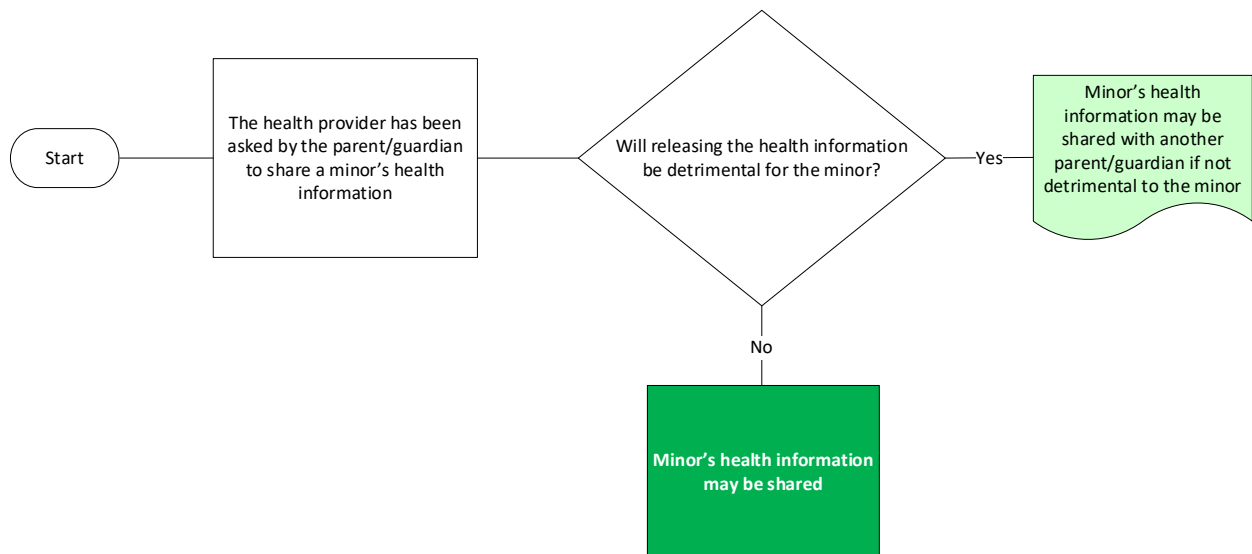 Start
The health provider has been
asked by the parent/guardian
to share a minor's health
information
Will releasing the health information
be detrimental for the minor?
Yes
Minor's health
information may be
shared with another
parent/guardian if not
detrimental to the minor
No
Minor's health information
may be shared